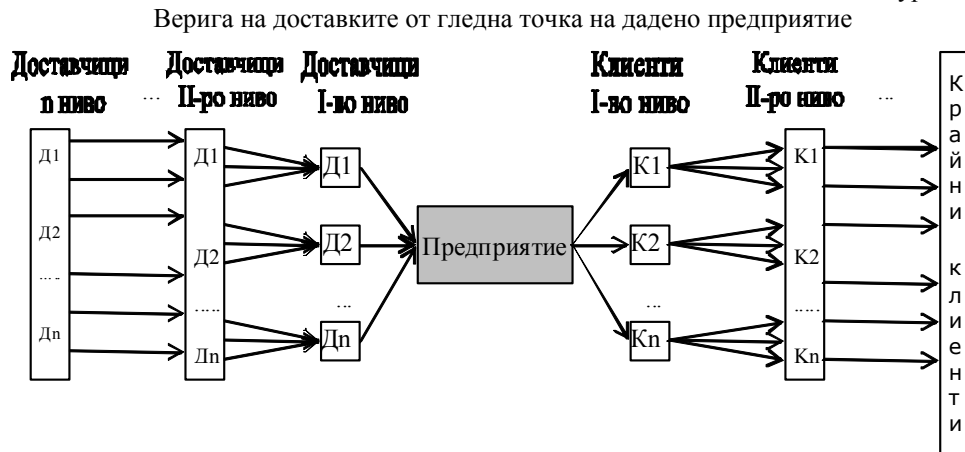 Верига на доставките от гледна точка на дадено предприятие
Доставчици
n ниво
...
Доставчици
II-ро ниво
Доставчици
I-во ниво
Клиенти
I-во ниво
Клиенти
II-ро ниво
...
Д1
Д2
.....
Дn
Д1
Д2
.....
Дn
Д1
Д2
...
Дn
Предприятие
К1
К2
...
Кn
К1
К2
.....
Кn
Крайни клиенти